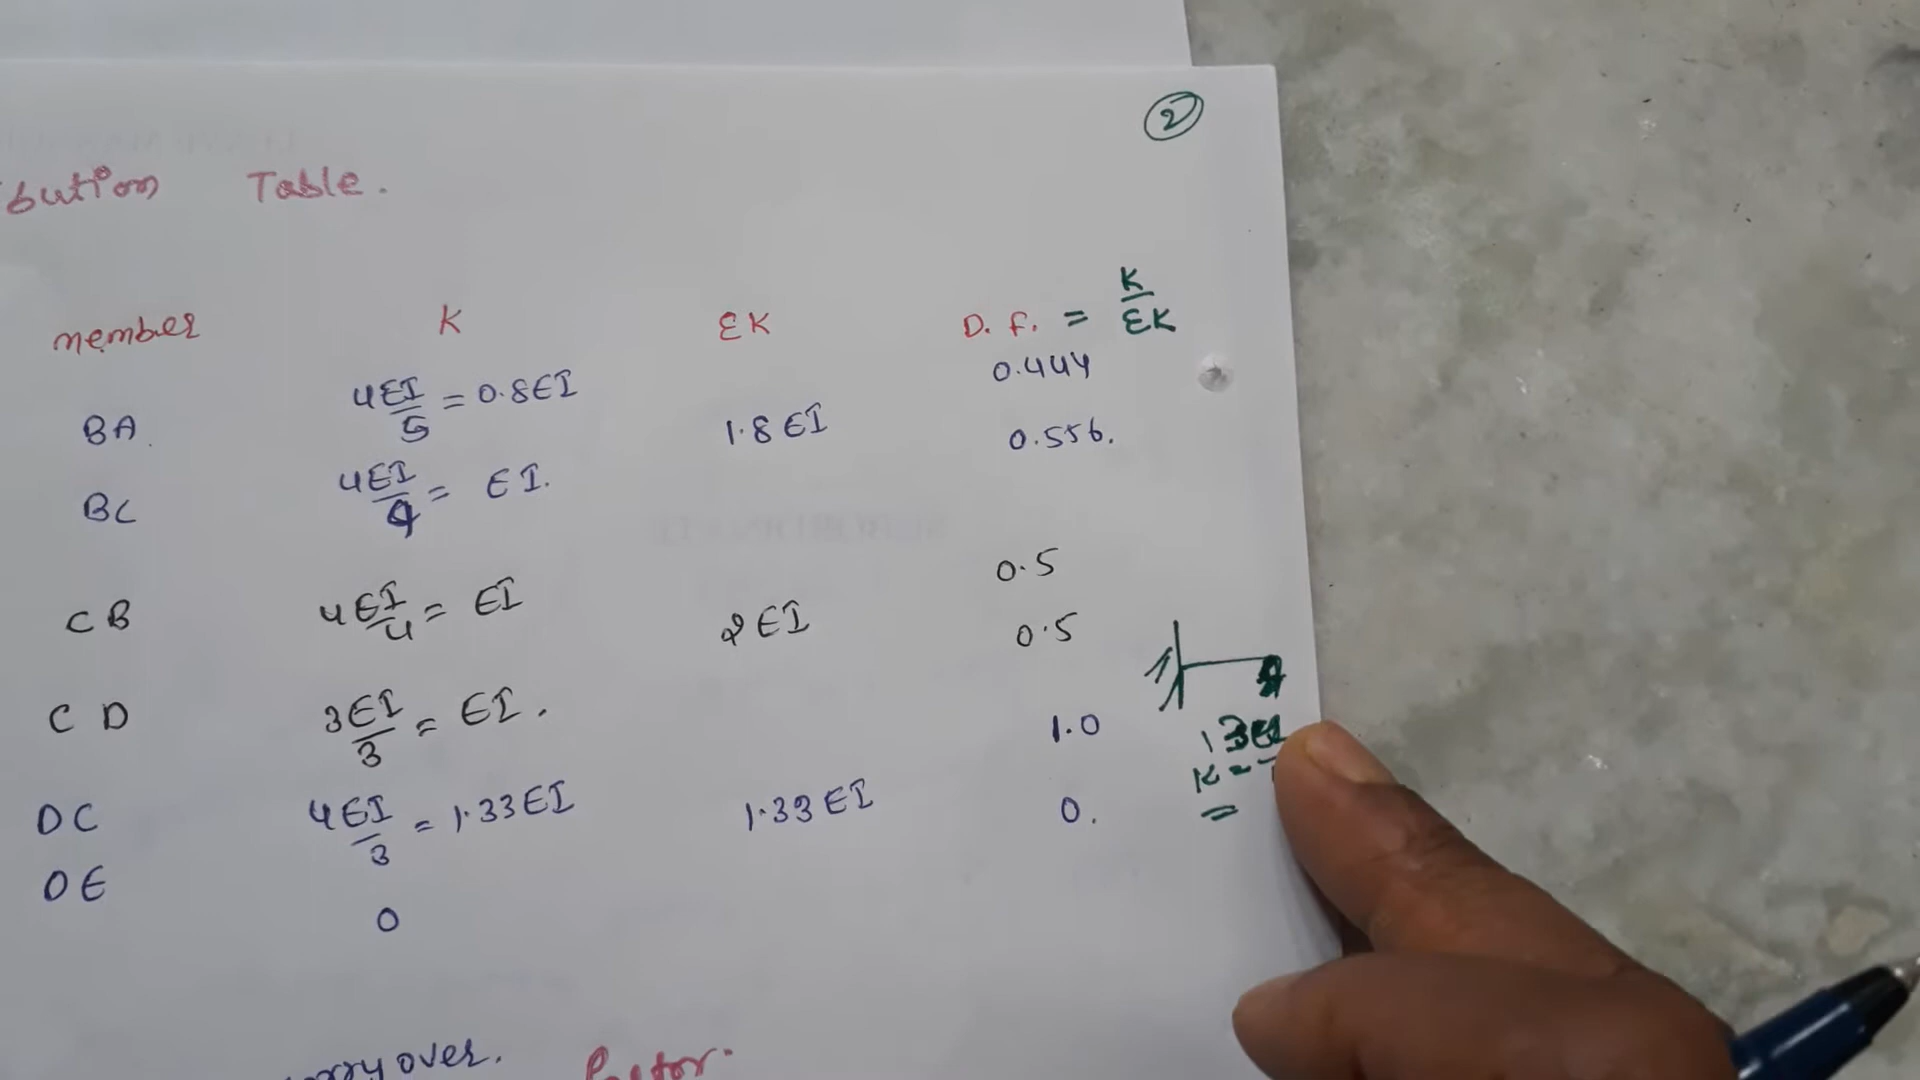 2
bution Table.
member K ΣK D. F. = K/ΣK
BA. 4EI/5 = 0.8EI 1.8 EI 0.444
BC 4EI/4 = EI. 0.556.
CB 4EI/4 = EI 2EI 0.5
CD 3EI/3 = EI. 0.5
DC 4EI/3 = 1.33EI 1.33 EI 1.0
DE 0 0.
K =
over.